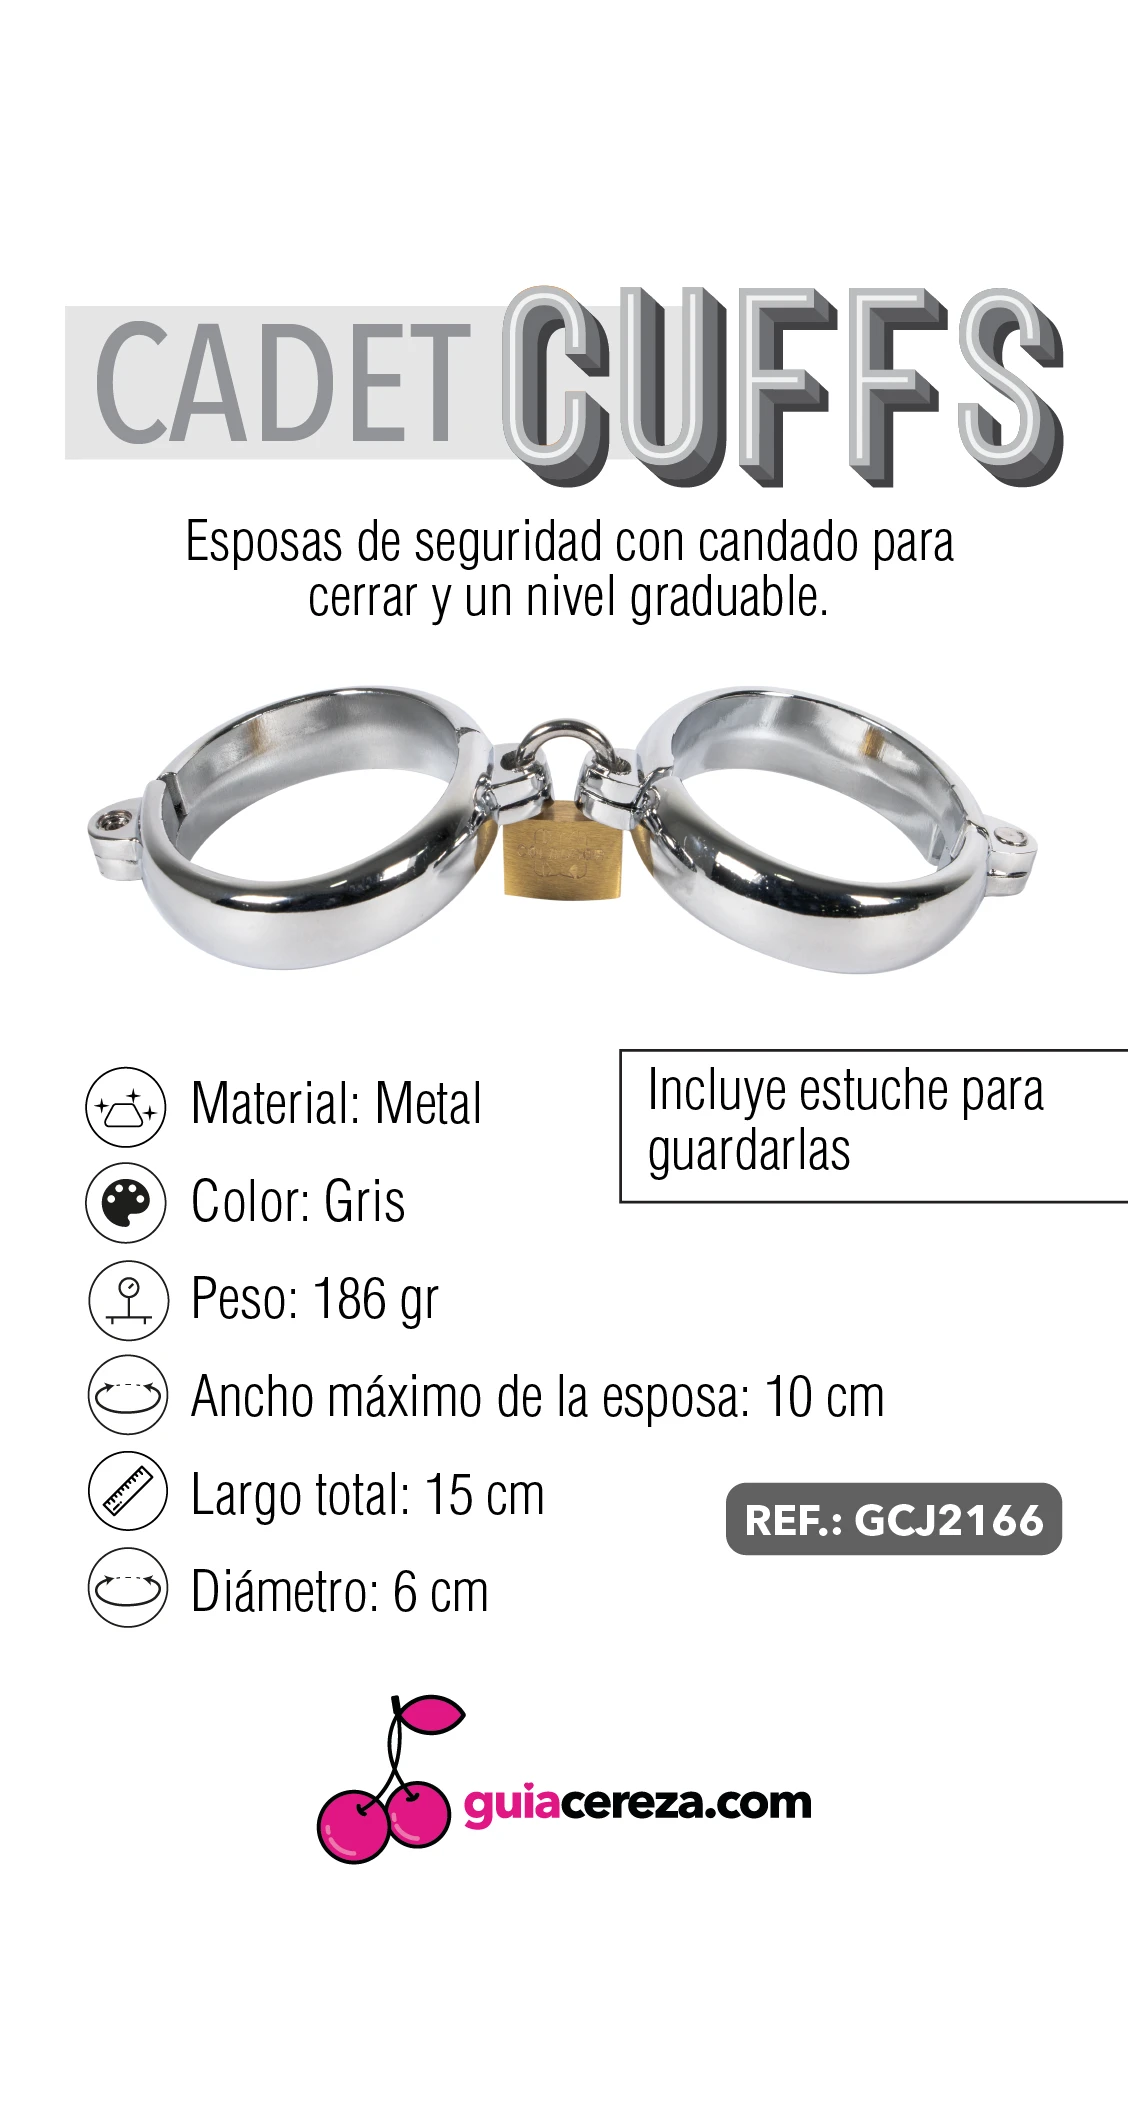 CADET CUFFS
Esposas de seguridad con candado para
cerrar y un nivel graduable.
Material: Metal
Incluye estuche para
guardarlas
Color: Gris
Peso: 186 gr
Ancho máximo de la esposa: 10 cm
Largo total: 15 cm
REF.: GCJ2166
Diámetro: 6 cm
guiacereza.com